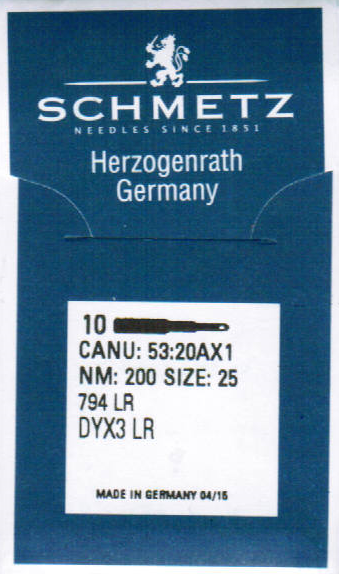 SCHMETZ
NEEDLES SINCE 1851
Herzogenrath
Germany
10
CANU: 53:20AX1
NM: 200 SIZE: 25
794 LR
DYX3 LR
MADE IN GERMANY 04/15